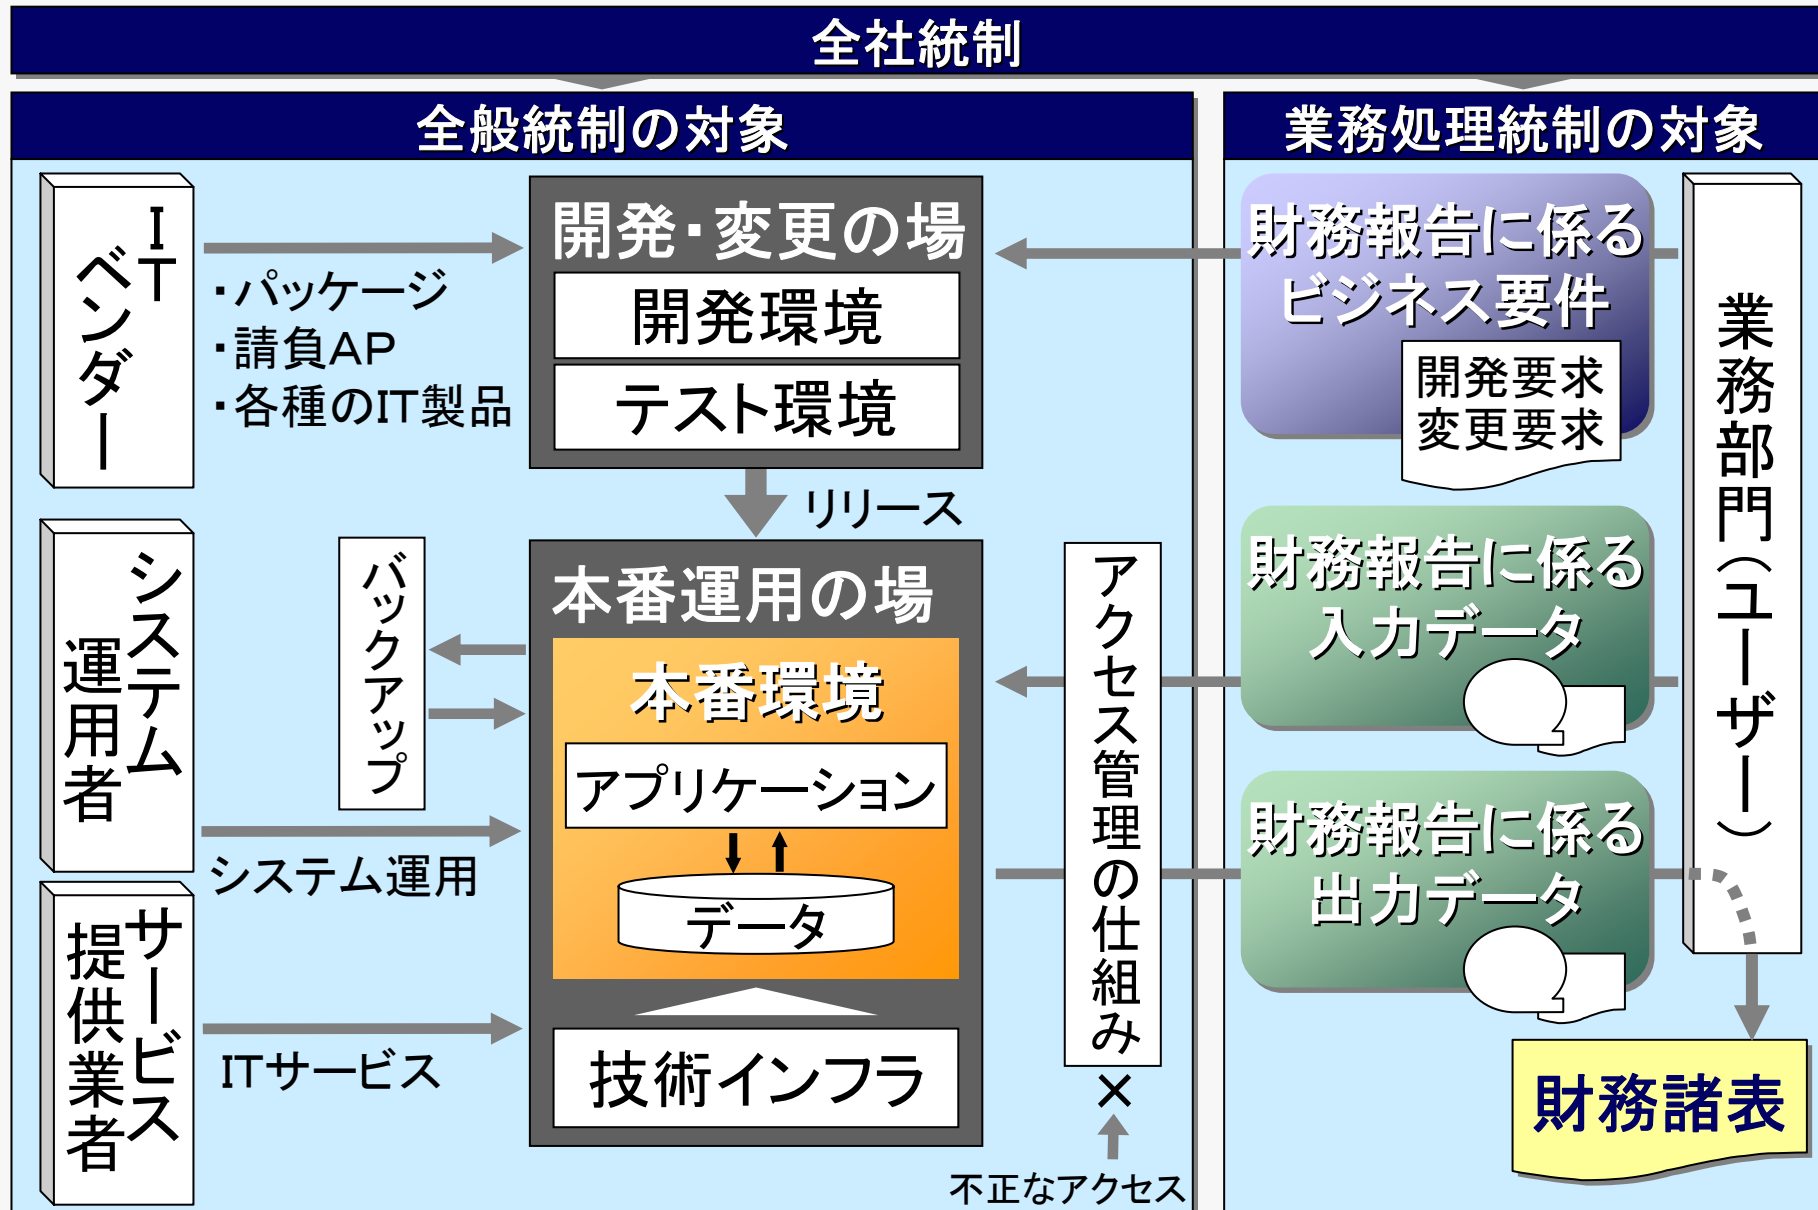 全社統制
全般統制の対象
ITベンダー
・パッケージ
・請負AP
・各種のIT製品
開発・変更の場
開発環境
テスト環境
リリース
システム運用者
バックアップ
システム運用
本番運用の場
本番環境
アプリケーション
データ
技術インフラ
サービス提供業者
ITサービス
アクセス管理の仕組み
×
不正なアクセス
業務処理統制の対象
財務報告に係る
ビジネス要件
開発要求
変更要求
財務報告に係る
入力データ
財務報告に係る
出力データ
業務部門（ユーザー）
財務諸表